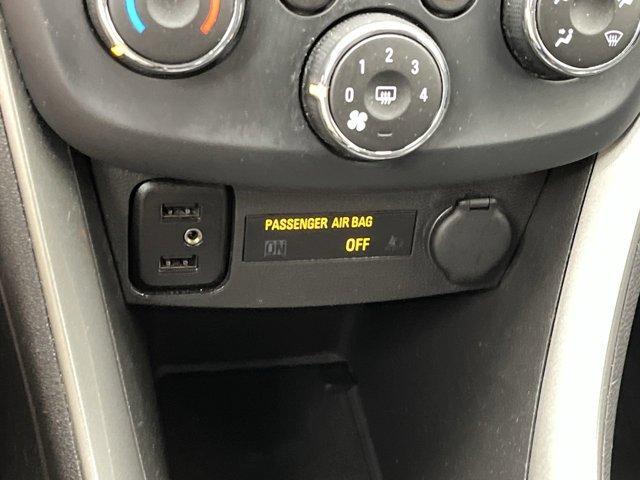 1 2 3
0 4
PASSENGER AIR BAG
ON OFF